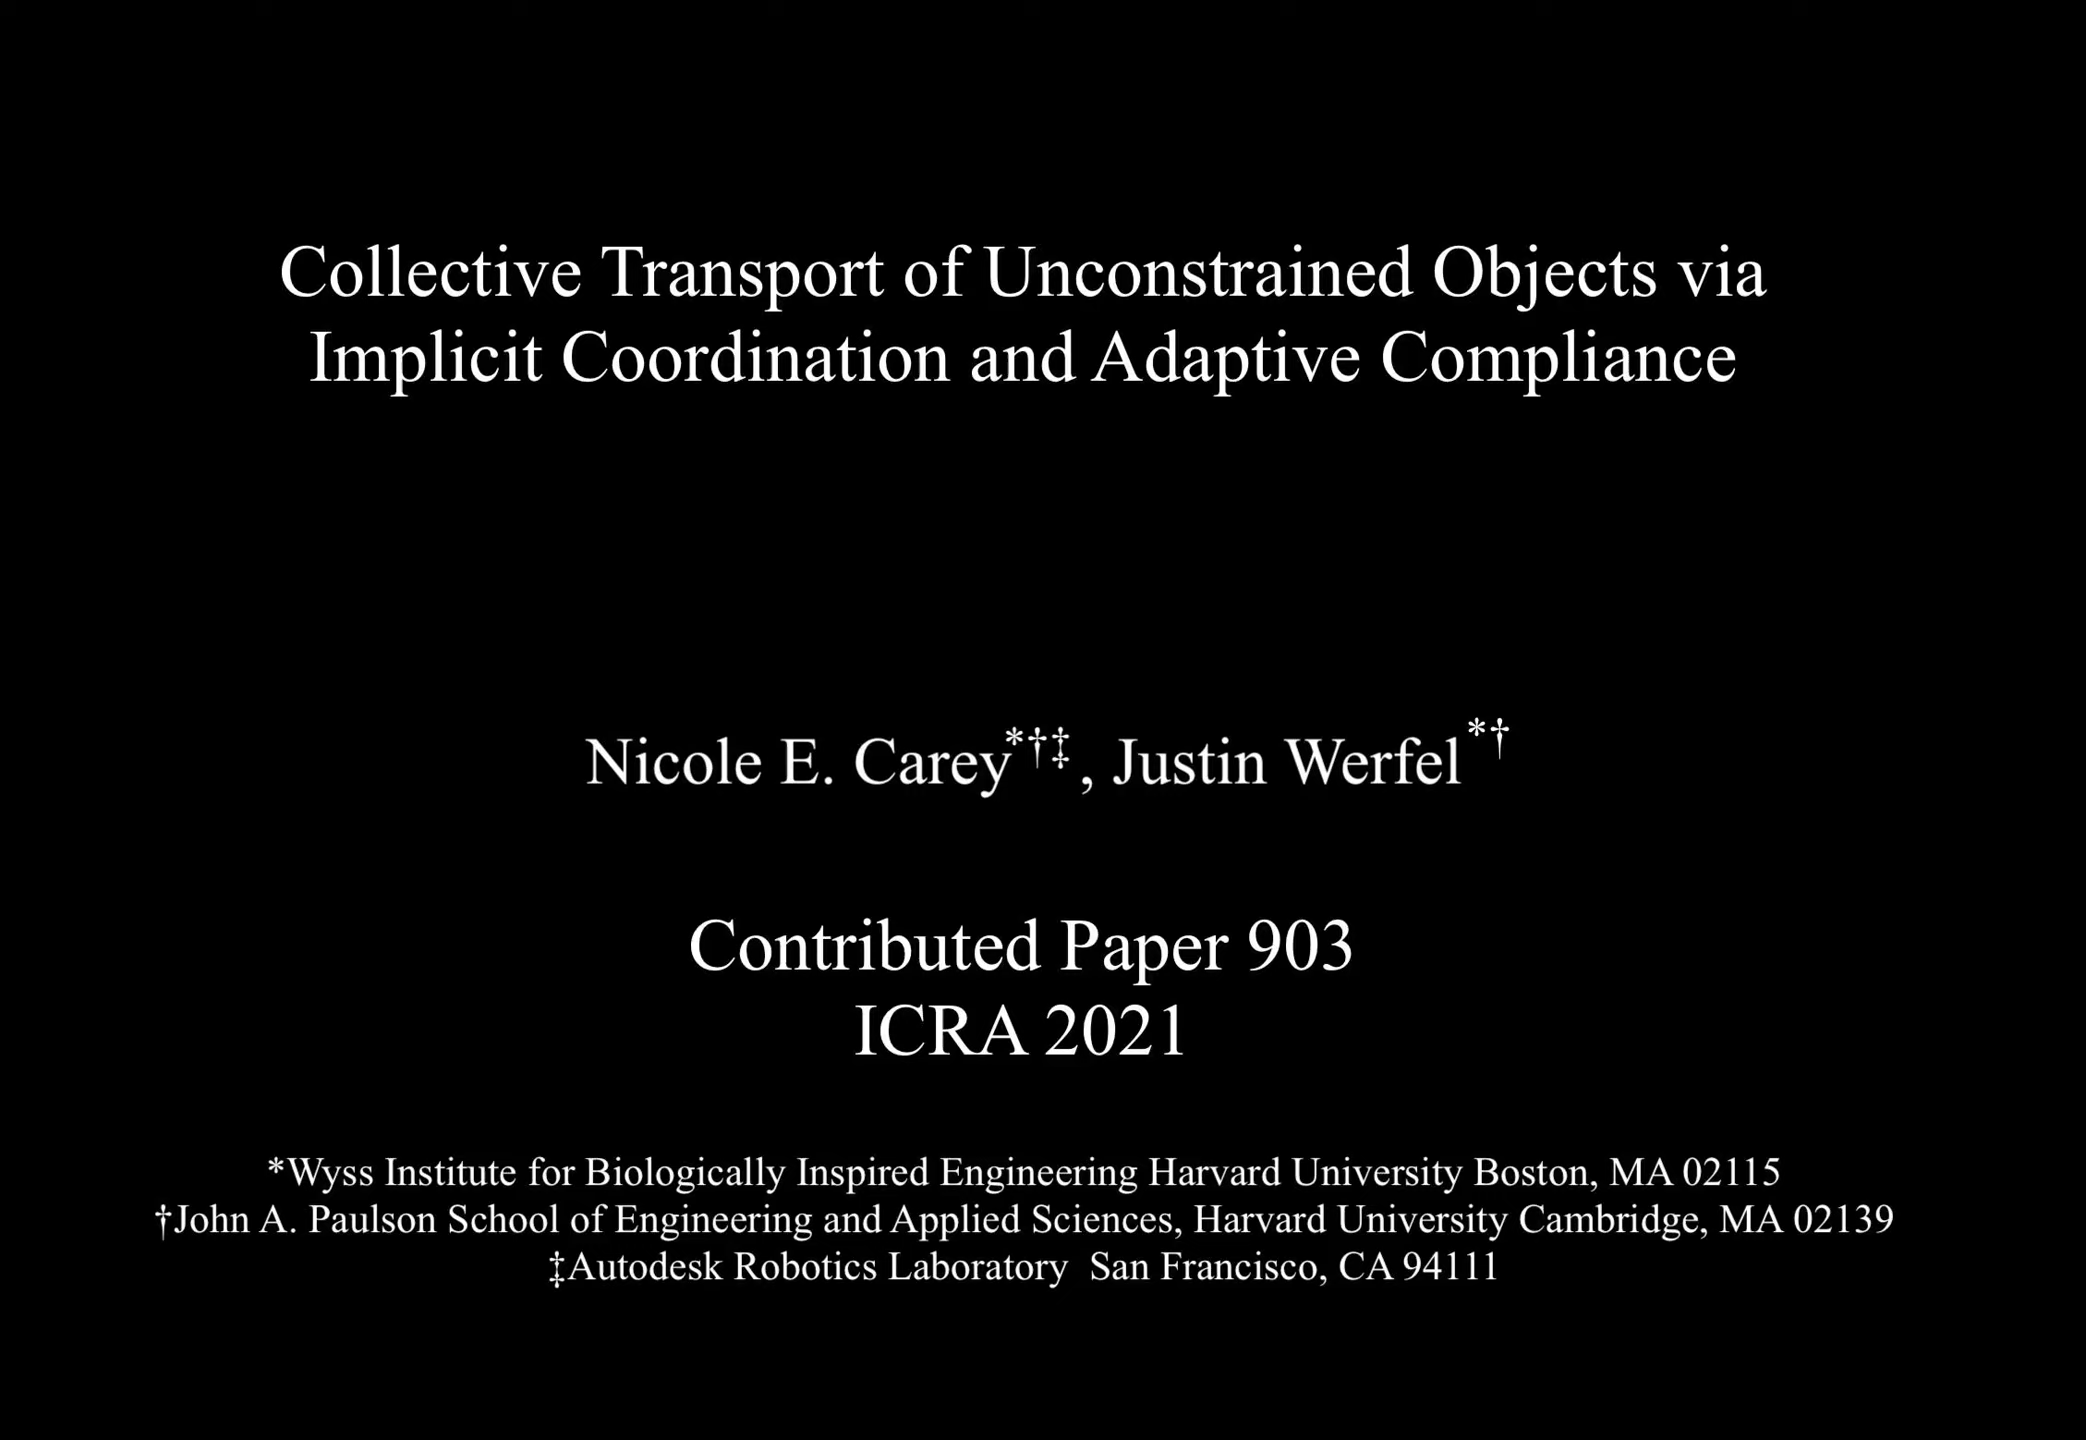 Collective Transport of Unconstrained Objects via
Implicit Coordination and Adaptive Compliance
Nicole E. Carey*†‡, Justin Werfel*†
Contributed Paper 903
ICRA 2021
*Wyss Institute for Biologically Inspired Engineering Harvard University Boston, MA 02115
†John A. Paulson School of Engineering and Applied Sciences, Harvard University Cambridge, MA 02139
‡Autodesk Robotics Laboratory  San Francisco, CA 94111